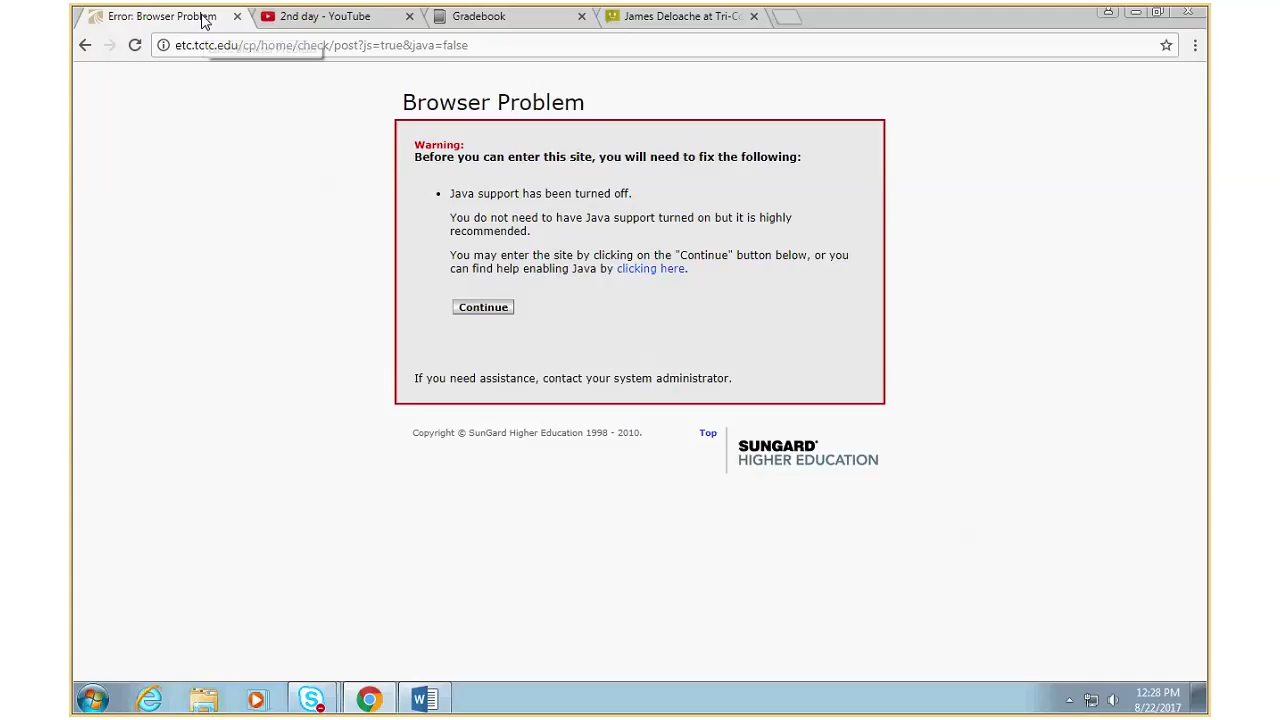 Error: Browser Problem
2nd day - YouTube
Gradebook
James Deloache at Tri-Co
etc.tctc.edu/cp/home/check/post?js=true&java=false
Browser Problem
Warning:
Before you can enter this site, you will need to fix the following:
• Java support has been turned off.
You do not need to have Java support turned on but it is highly
recommended.
You may enter the site by clicking on the "Continue" button below, or you
can find help enabling Java by clicking here.
Continue
If you need assistance, contact your system administrator.
Copyright © SunGard Higher Education 1998 - 2010.
Top
SUNGARD®
HIGHER EDUCATION
12:28 PM
8/22/2017